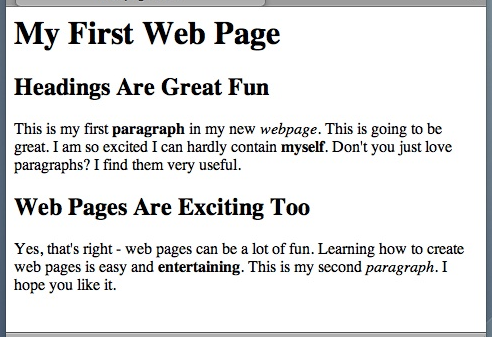 My First Web Page
Headings Are Great Fun
This is my first paragraph in my new webpage. This is going to be
great. I am so excited I can hardly contain myself. Don't you just love
paragraphs? I find them very useful.
Web Pages Are Exciting Too
Yes, that's right - web pages can be a lot of fun. Learning how to create
web pages is easy and entertaining. This is my second paragraph. I
hope you like it.